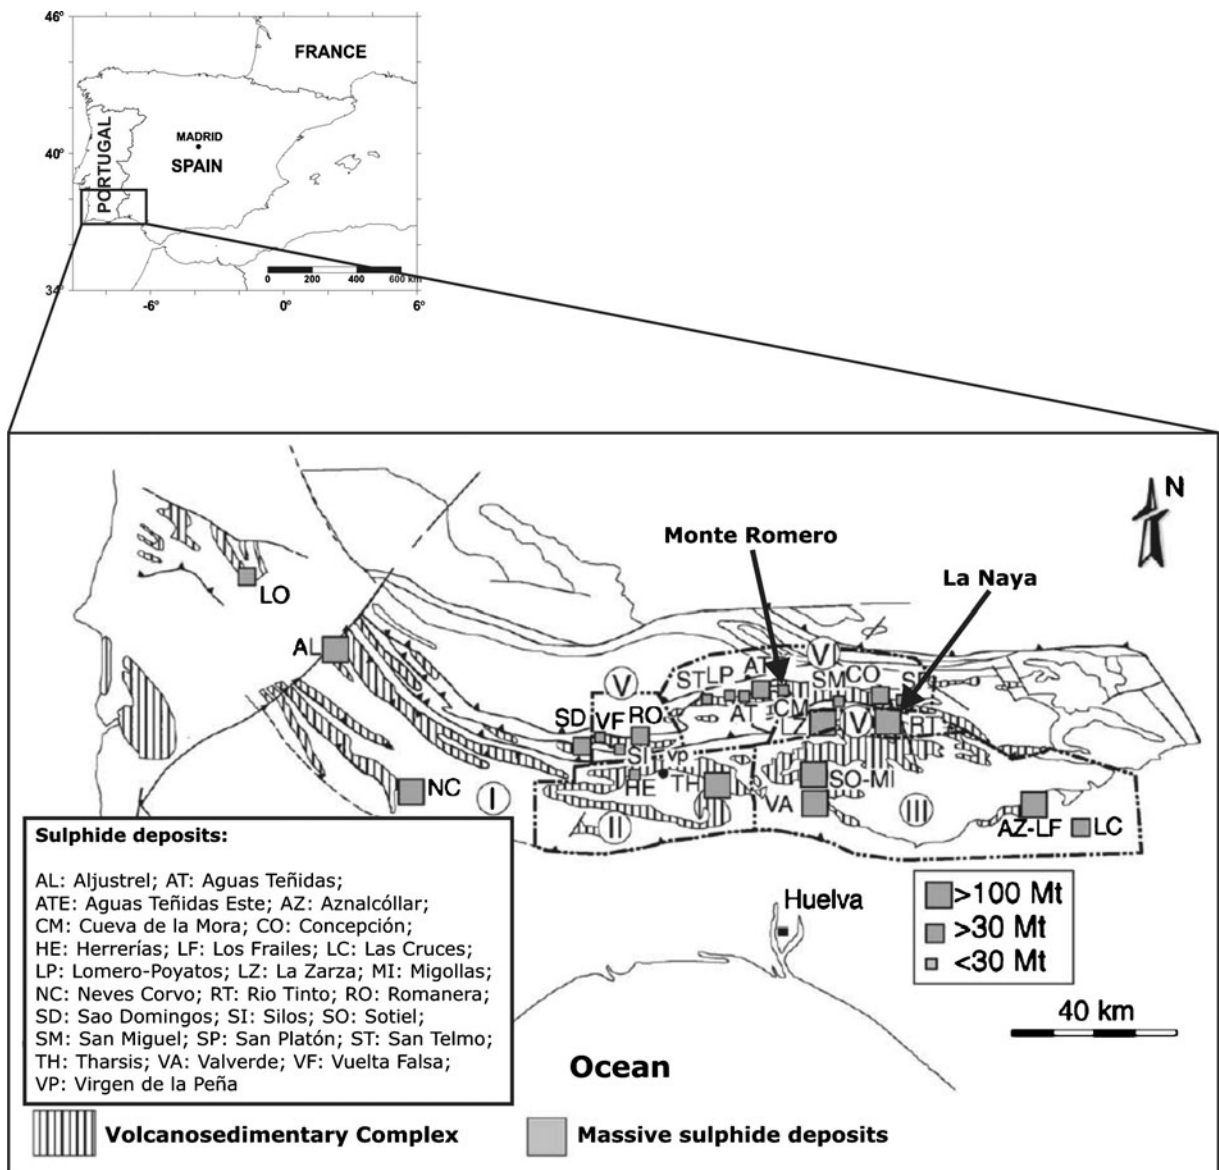 46°
FRANCE
MADRID
40°
PORTUGAL
SPAIN
0 200 400 600 km
34°
-6° 0° 6°
N
Monte Romero
La Naya
LO
AL
V
ST LP AT SM CO SP
SD VF RO AT CM LZ V RT
SI vp
NC I HE TH SO-MI
II VA III AZ-LF LC
Sulphide deposits:
AL: Aljustrel; AT: Aguas Teñidas;
ATE: Aguas Teñidas Este; AZ: Aznalcóllar;
CM: Cueva de la Mora; CO: Concepción;
HE: Herrerías; LF: Los Frailes; LC: Las Cruces;
LP: Lomero-Poyatos; LZ: La Zarza; MI: Migollas;
NC: Neves Corvo; RT: Rio Tinto; RO: Romanera;
SD: Sao Domingos; SI: Silos; SO: Sotiel;
SM: San Miguel; SP: San Platón; ST: San Telmo;
TH: Tharsis; VA: Valverde; VF: Vuelta Falsa;
VP: Virgen de la Peña
Huelva
>100 Mt
>30 Mt
<30 Mt
40 km
Ocean
Volcanosedimentary Complex
Massive sulphide deposits